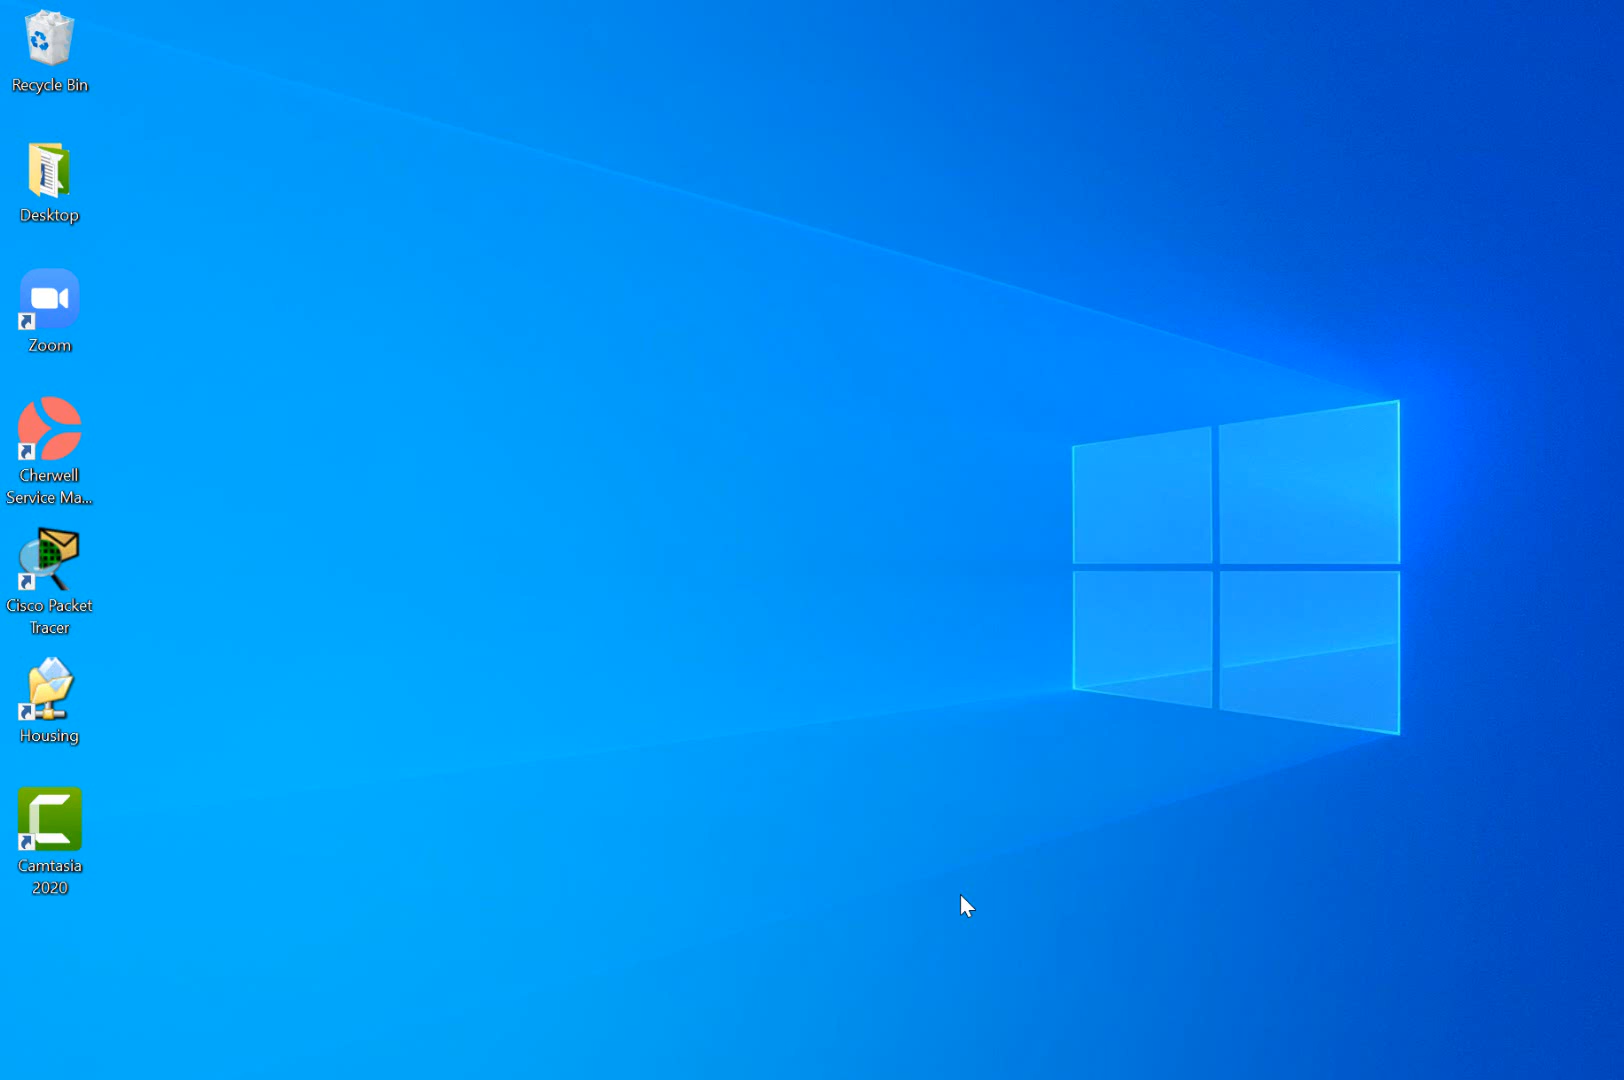 Recycle Bin
Desktop
Zoom
Cherwell
Service Ma...
Cisco Packet
Tracer
Housing
Camtasia
2020